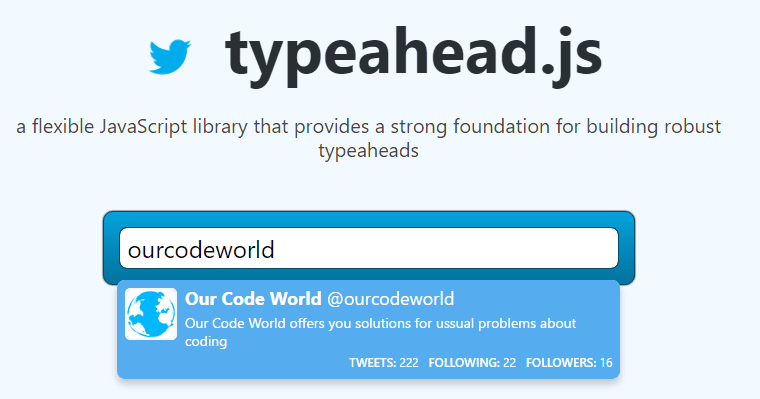 typeahead.js
a flexible JavaScript library that provides a strong foundation for building robust
typeaheads
ourcodeworld
Our Code World @ourcodeworld
Our Code World offers you solutions for ussual problems about
coding
TWEETS: 222 FOLLOWING: 22 FOLLOWERS: 16